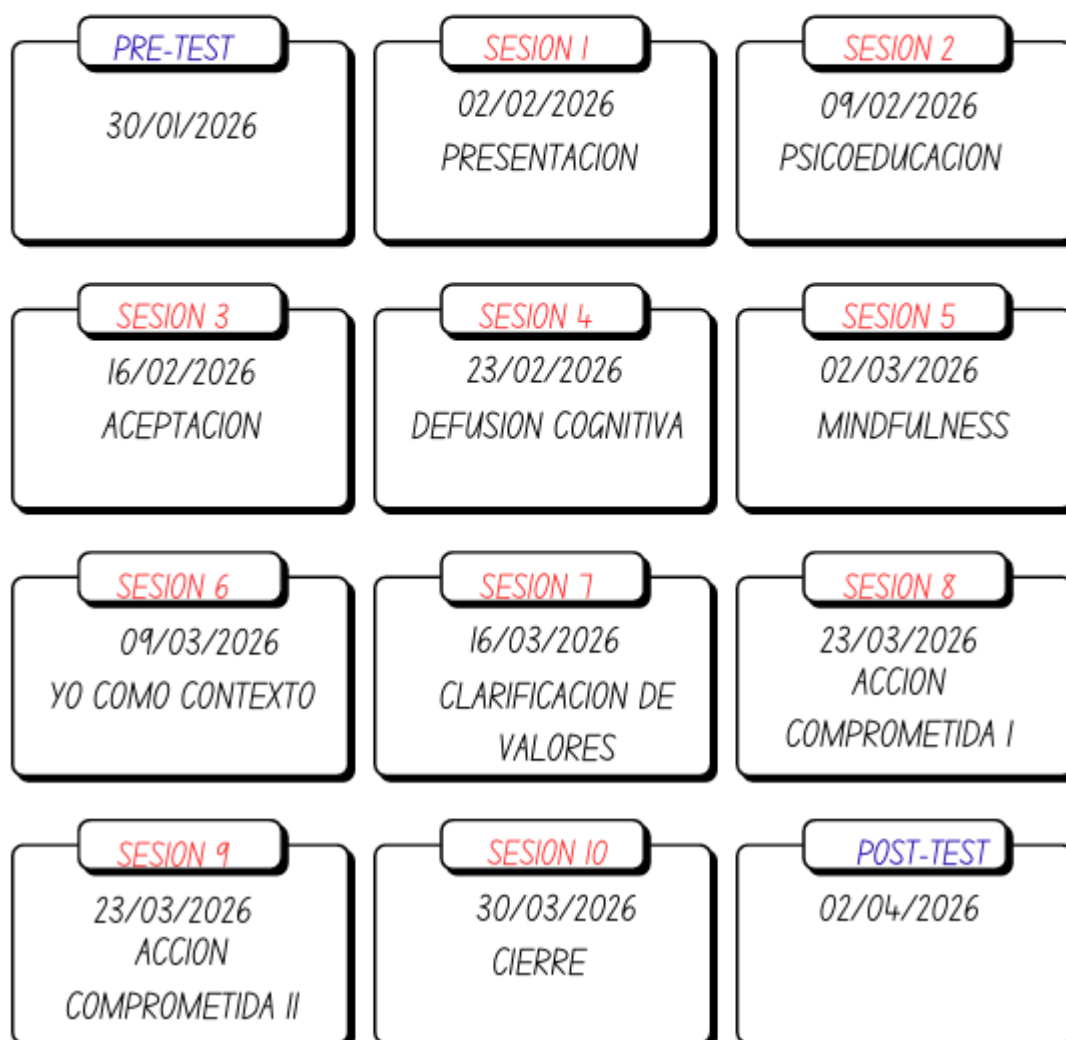 PRE-TEST
30/01/2026
SESION 1
02/02/2026
PRESENTACION
SESION 2
09/02/2026
PSICOEDUCACION
SESION 3
16/02/2026
ACEPTACION
SESION 4
23/02/2026
DEFUSION COGNITIVA
SESION 5
02/03/2026
MINDFULNESS
SESION 6
09/03/2026
YO COMO CONTEXTO
SESION 7
16/03/2026
CLARIFICACION DE
VALORES
SESION 8
23/03/2026
ACCION
COMPROMETIDA I
SESION 9
23/03/2026
ACCION
COMPROMETIDA II
SESION 10
30/03/2026
CIERRE
POST-TEST
02/04/2026